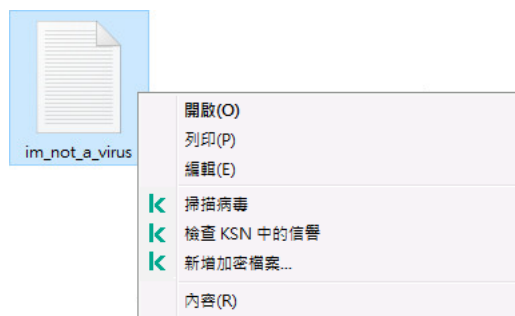 im_not_a_virus
開啟(O)
列印(P)
編輯(E)
掃描病毒
檢查 KSN 中的信譽
新增加密檔案...
內容(R)